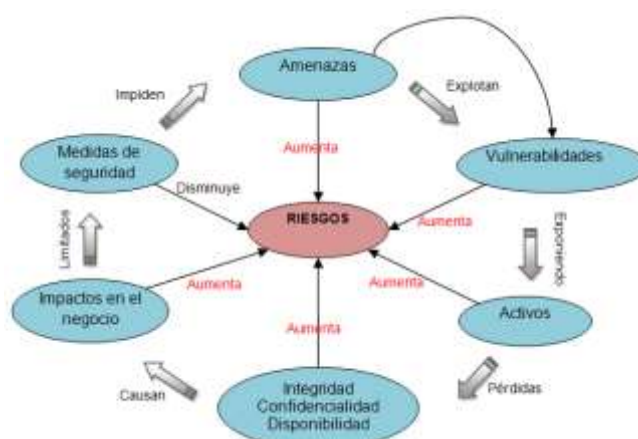 Amenazas
Impiden
Explotan
Aumenta
Medidas de
seguridad
Vulnerabilidades
Disminuye
RIESGOS
Aumenta
Limitados
Exponiendo
Impactos en el
negocio
Aumenta
Aumenta
Activos
Aumenta
Causan
Integridad
Confidencialidad
Disponibilidad
Pérdidas